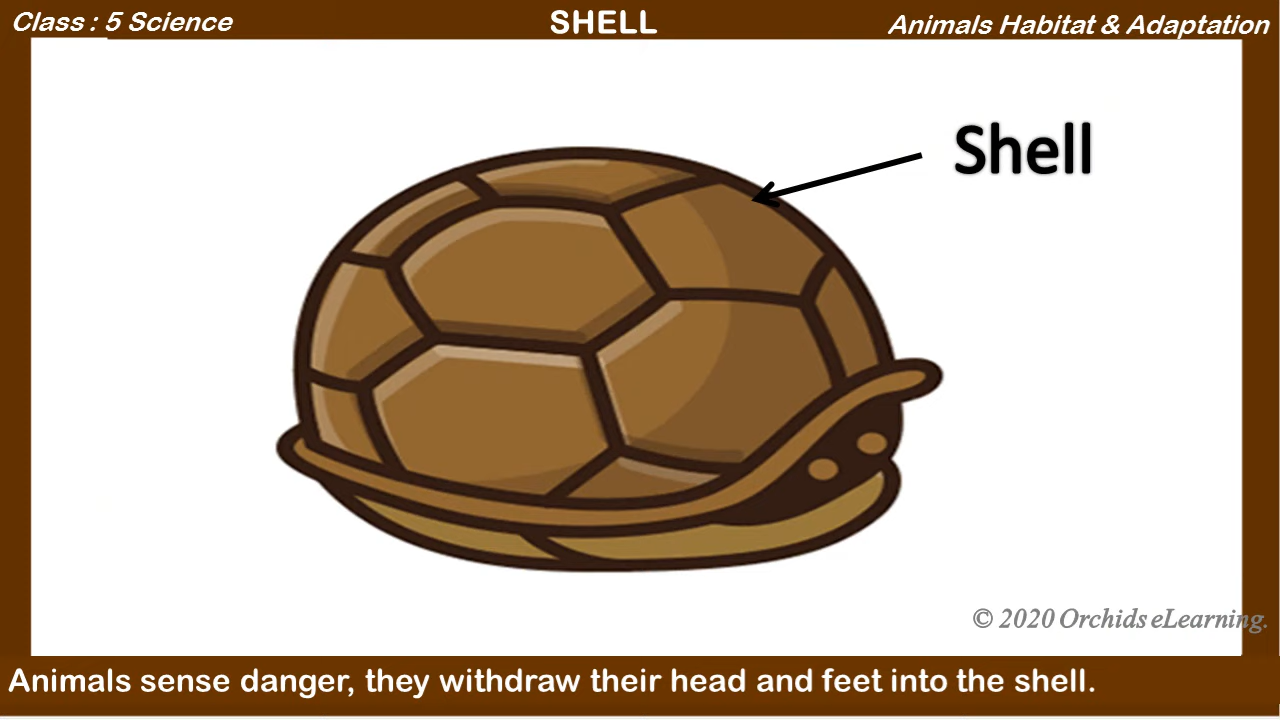 Class : 5 Science
SHELL
Animals Habitat & Adaptation
Shell
© 2020 Orchids eLearning.
Animals sense danger, they withdraw their head and feet into the shell.